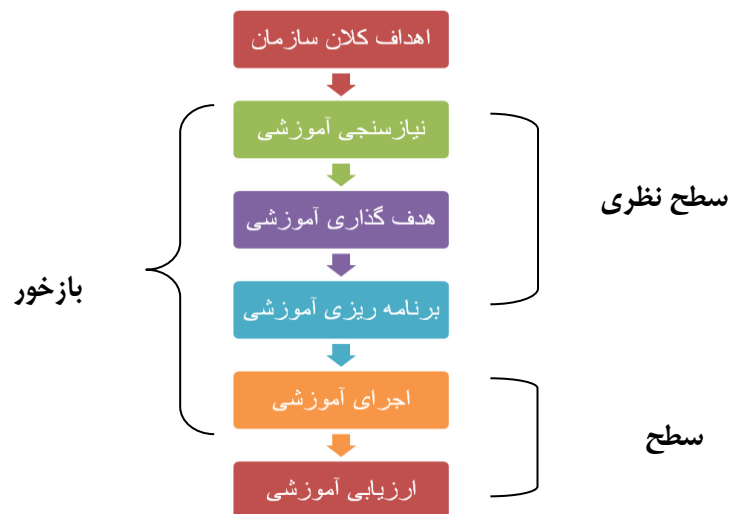 اهداف کلان سازمان
نیازسنجی آموزشی
هدف گذاری آموزشی
سطح نظری
بازخور
برنامه ریزی آموزشی
اجرای آموزشی
سطح
ارزیابی آموزشی